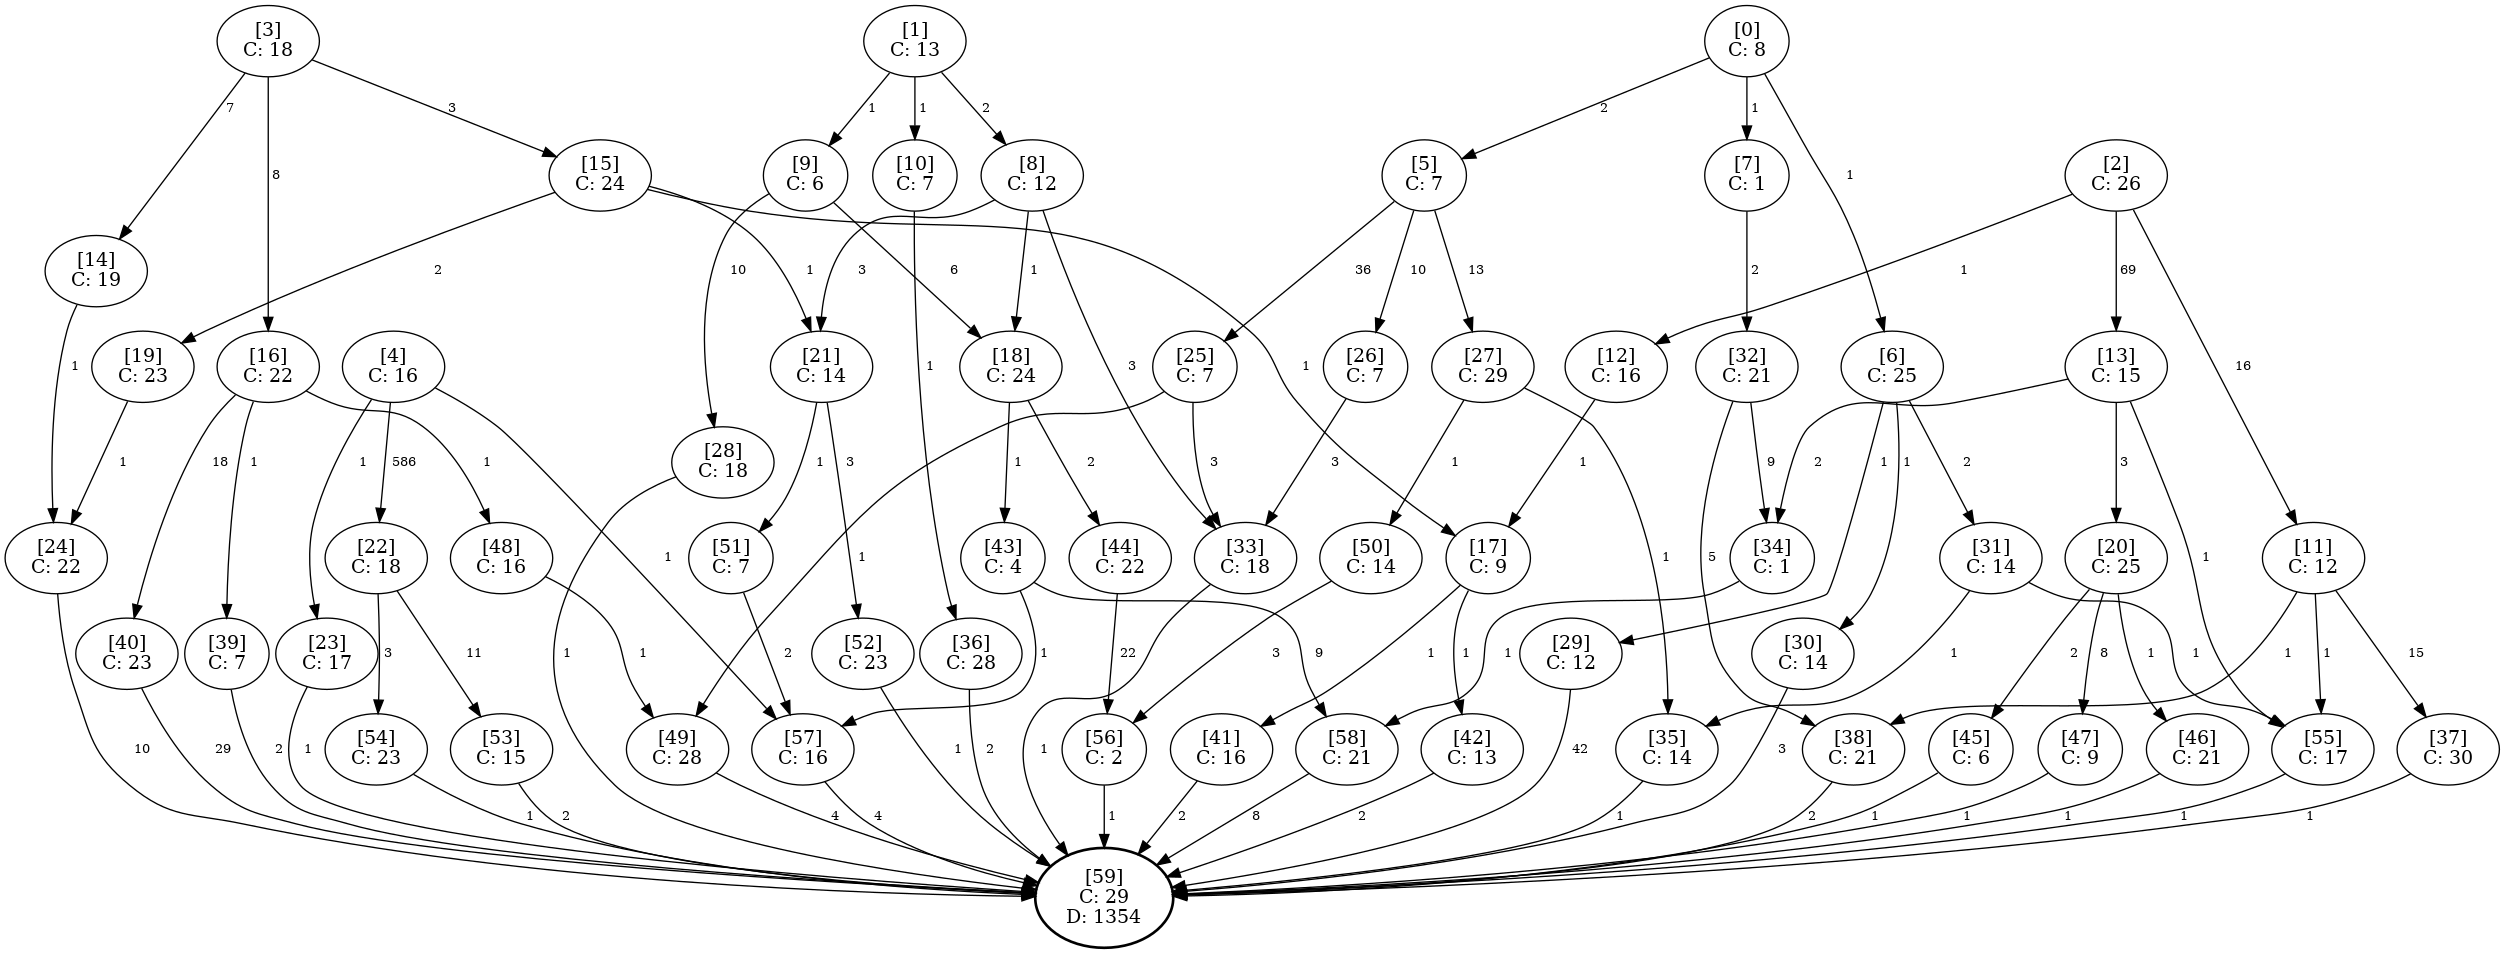 [3]
C: 18
[1]
C: 13
[0]
C: 8
7
8
3
1
1
2
2
1
1
[15]
C: 24
[9]
C: 6
[10]
C: 7
[8]
C: 12
[5]
C: 7
[7]
C: 1
[2]
C: 26
[14]
C: 19
2
1
1
10
6
1
3
1
3
36
10
13
2
1
69
16
[19]
C: 23
[16]
C: 22
[4]
C: 16
[21]
C: 14
[18]
C: 24
[25]
C: 7
[26]
C: 7
[27]
C: 29
[12]
C: 16
[32]
C: 21
[6]
C: 25
[13]
C: 15
1
[28]
C: 18
18
1
1
1
586
1
3
1
2
3
3
1
1
9
2
1
1
2
3
[24]
C: 22
[22]
C: 18
[48]
C: 16
[51]
C: 7
[43]
C: 4
[44]
C: 22
[33]
C: 18
[50]
C: 14
[17]
C: 9
[34]
C: 1
[31]
C: 14
[20]
C: 25
[11]
C: 12
1
1
1
5
1
[40]
C: 23
[39]
C: 7
[23]
C: 17
3
11
1
1
2
[52]
C: 23
[36]
C: 28
1
22
9
3
1
1
1
[29]
C: 12
[30]
C: 14
1
2
8
1
1
1
1
15
[54]
C: 23
[53]
C: 15
[49]
C: 28
[57]
C: 16
[56]
C: 2
[41]
C: 16
[58]
C: 21
[42]
C: 13
[35]
C: 14
[38]
C: 21
[45]
C: 6
[47]
C: 9
[46]
C: 21
[55]
C: 17
[37]
C: 30
10
29
2
1
1
2
4
4
1
2
1
1
2
8
2
42
1
3
2
1
1
1
1
1
[59]
C: 29
D: 1354